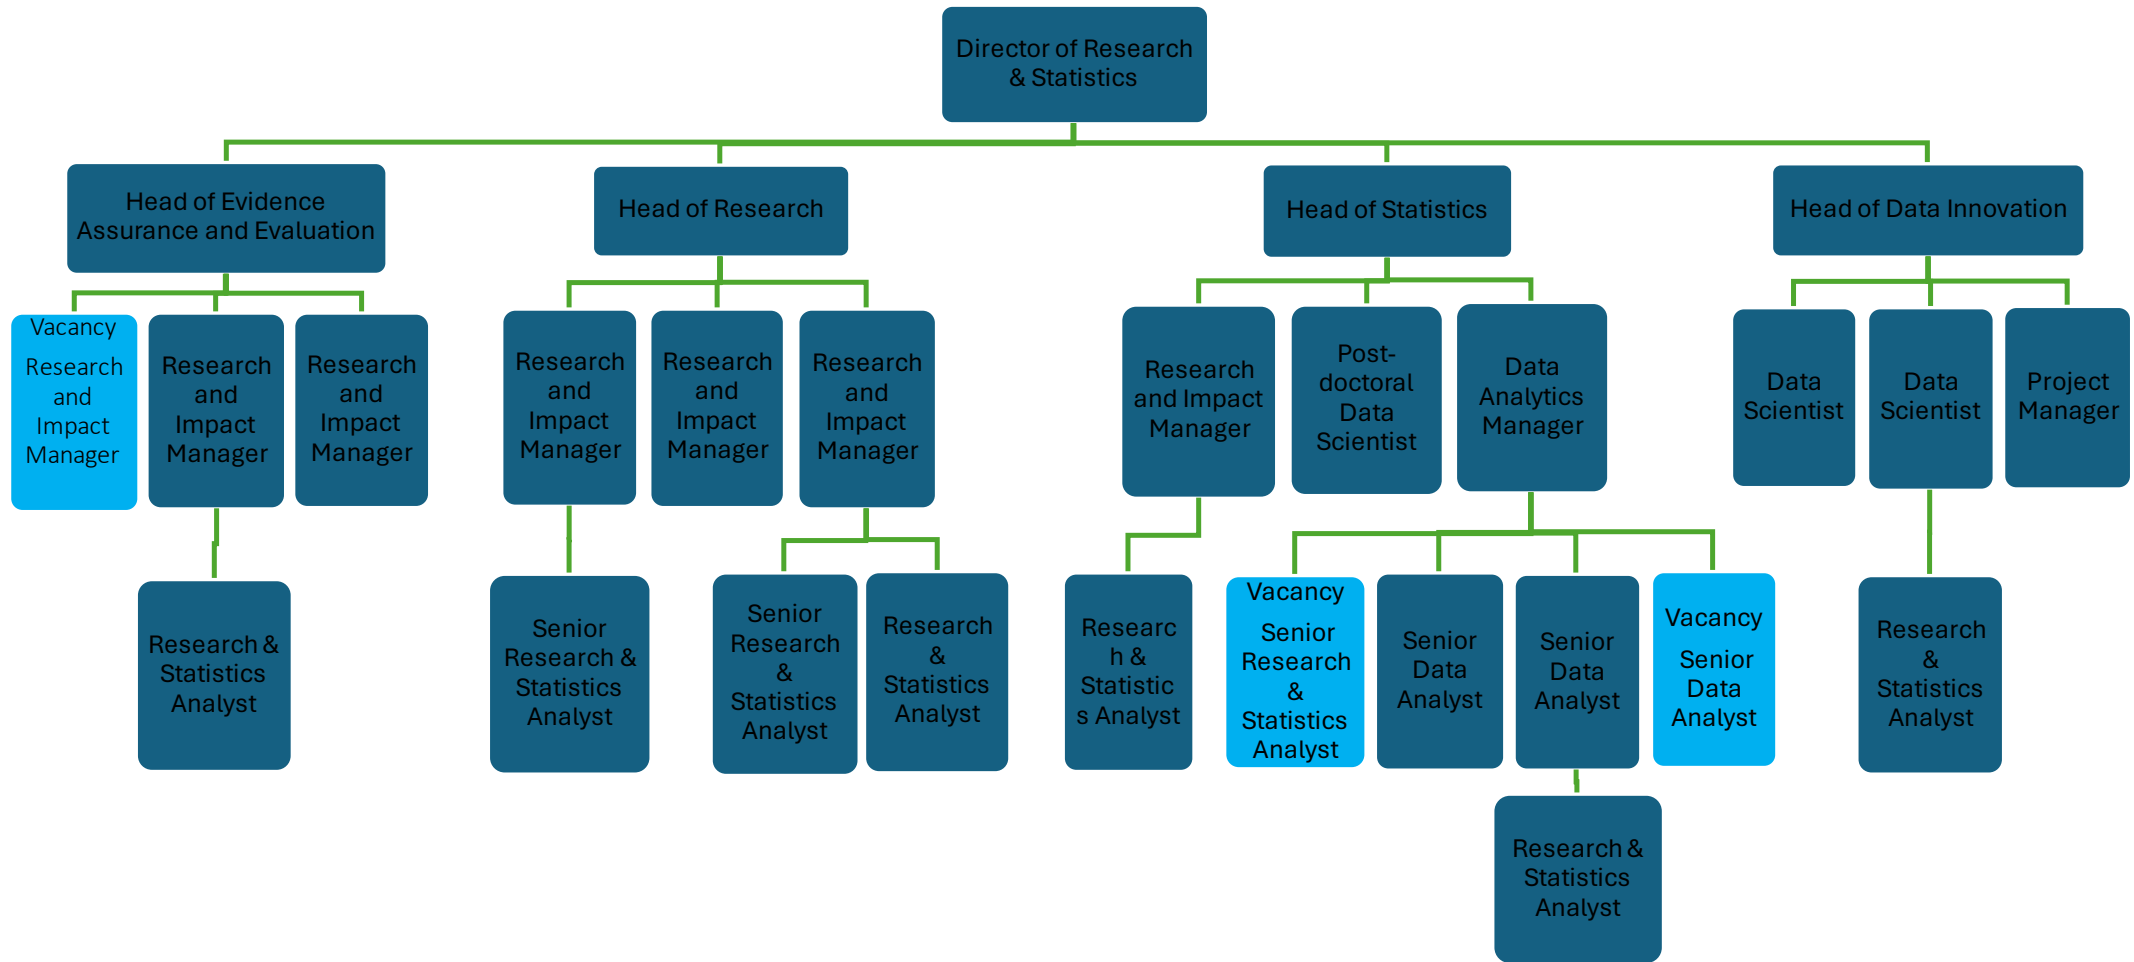 Director of Research
& Statistics
Head of Evidence
Assurance and Evaluation
Head of Research
Head of Statistics
Head of Data Innovation
Vacancy
Research
and
Impact
Manager
Research
and
Impact
Manager
Research
and
Impact
Manager
Research
and
Impact
Manager
Research
and
Impact
Manager
Research
and
Impact
Manager
Research
and Impact
Manager
Post-
doctoral
Data
Scientist
Data
Analytics
Manager
Data
Scientist
Data
Scientist
Project
Manager
Research &
Statistics
Analyst
Senior
Research &
Statistics
Analyst
Senior
Research
&
Statistics
Analyst
Research
&
Statistics
Analyst
Researc
h &
Statistic
s Analyst
Vacancy
Senior
Research
&
Statistics
Analyst
Senior
Data
Analyst
Senior
Data
Analyst
Vacancy
Senior
Data
Analyst
Research
&
Statistics
Analyst
Research &
Statistics
Analyst